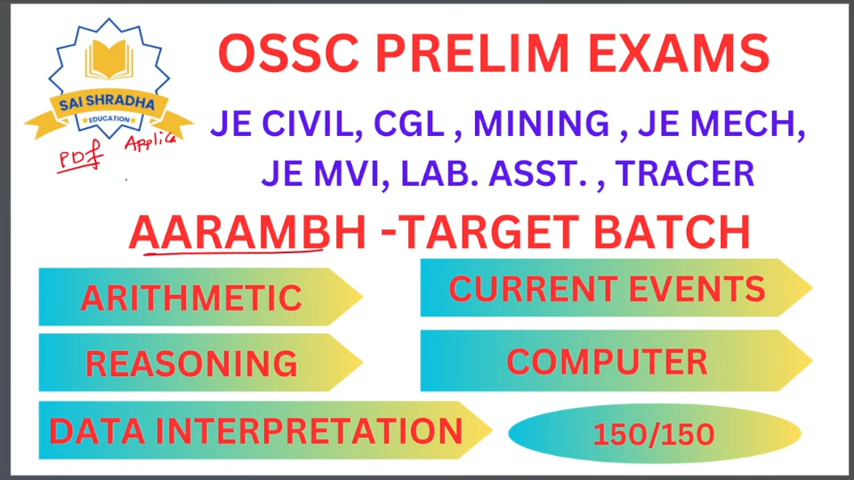 OSSC PRELIM EXAMS
SAI SHRADHA
EDUCATION
JE CIVIL, CGL , MINING , JE MECH,
PDf Applica
JE MVI, LAB. ASST. , TRACER
AARAMBH -TARGET BATCH
ARITHMETIC
CURRENT EVENTS
REASONING
COMPUTER
DATA INTERPRETATION
150/150